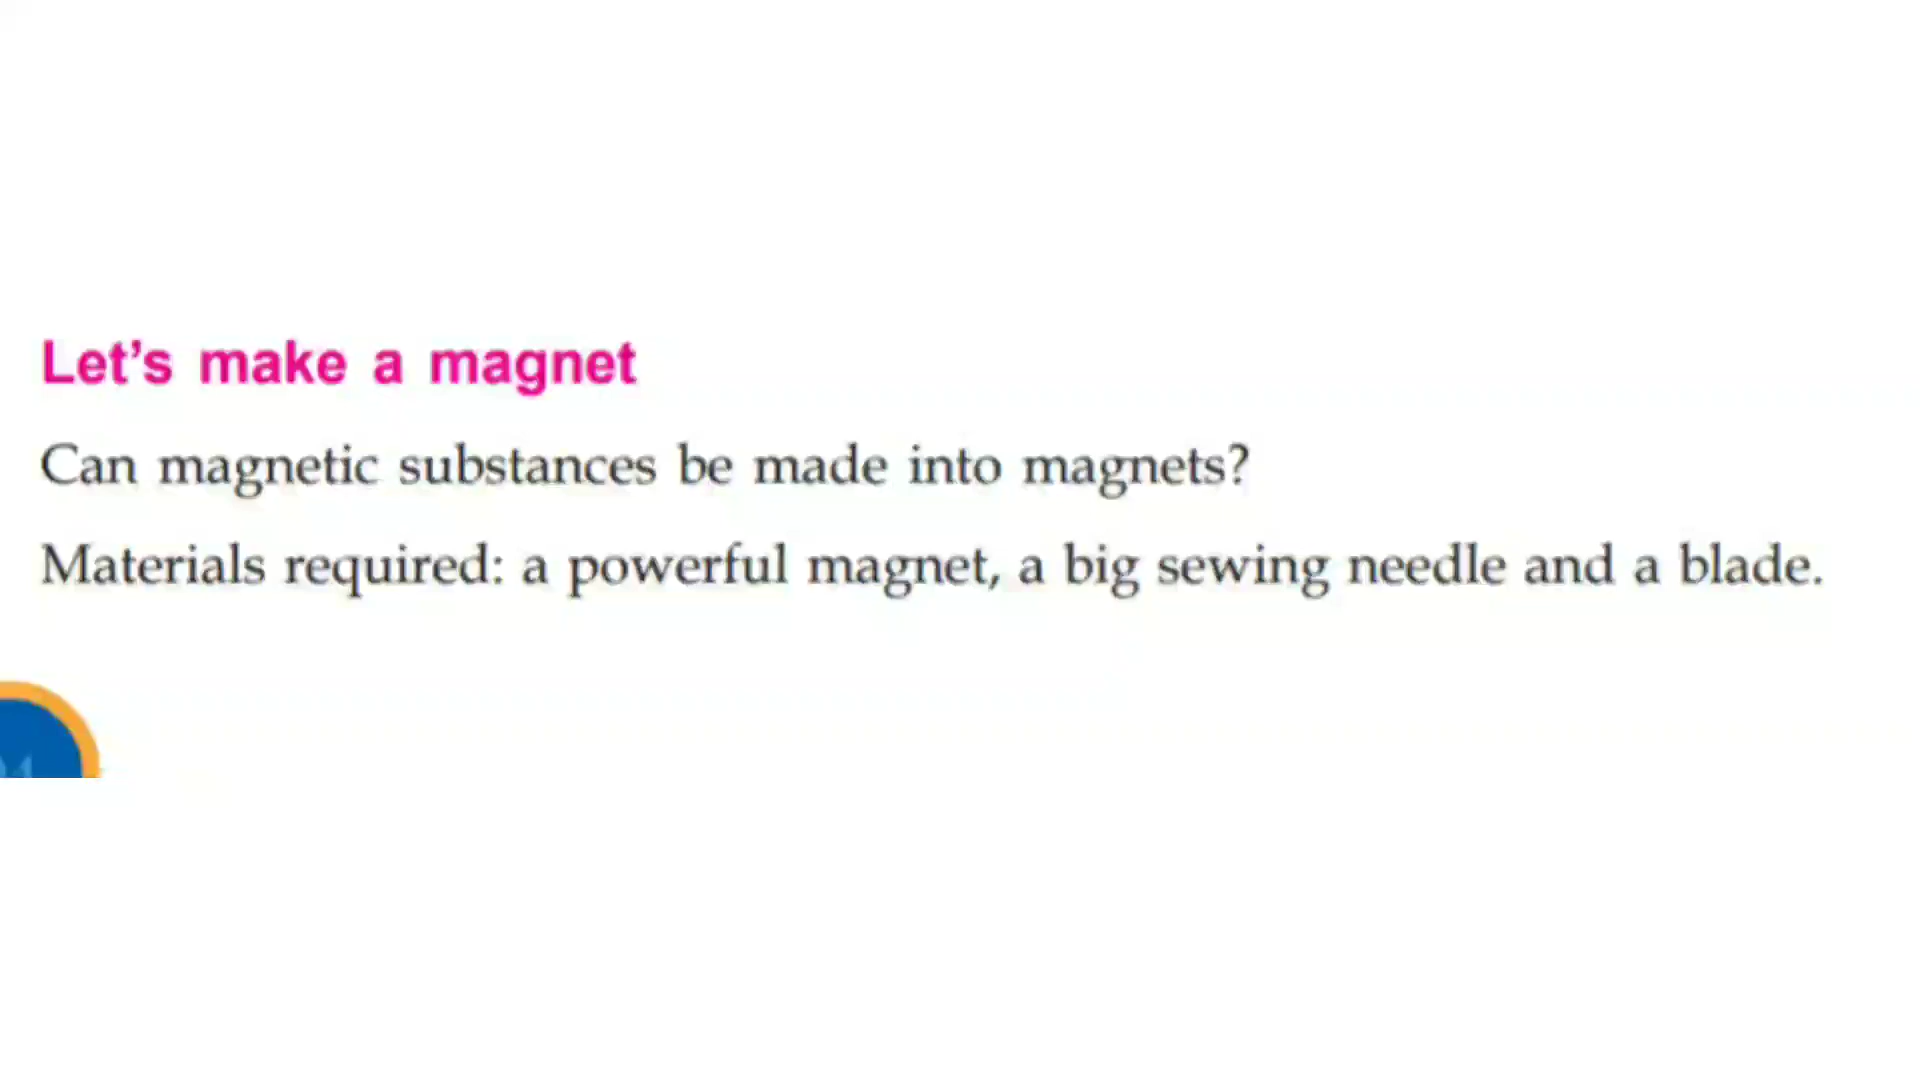 Let's make a magnet
Can magnetic substances be made into magnets?
Materials required: a powerful magnet, a big sewing needle and a blade.